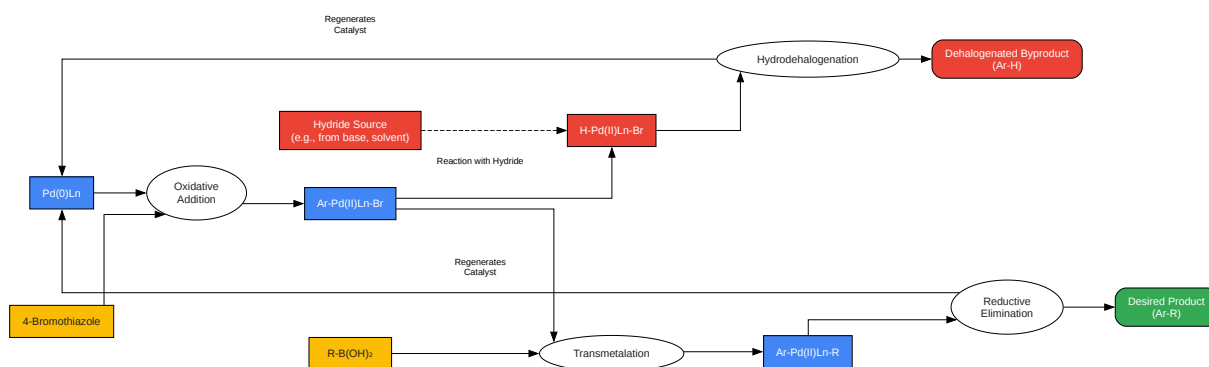 Regenerates
Catalyst
Hydrodehalogenation
Dehalogenated Byproduct
(Ar-H)
Hydride Source
(e.g., from base, solvent)
H-Pd(II)Ln-Br
Reaction with Hydride
Pd(0)Ln
Oxidative
Addition
Ar-Pd(II)Ln-Br
Regenerates
Catalyst
4-Bromothiazole
Reductive
Elimination
Desired Product
(Ar-R)
R-B(OH)₂
Transmetalation
Ar-Pd(II)Ln-R